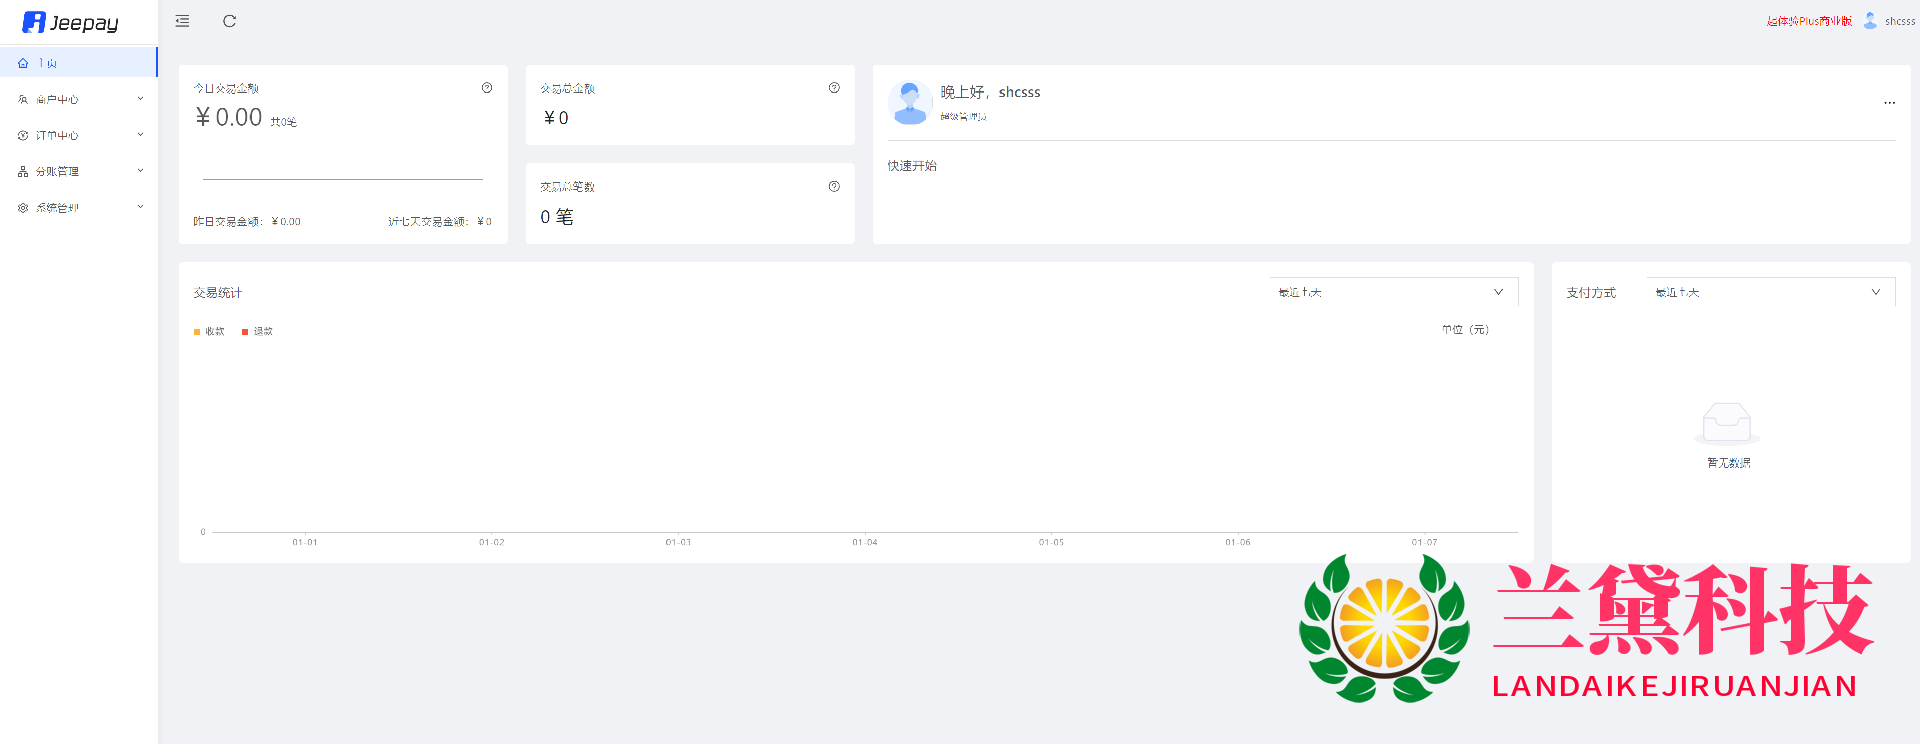 Jeepay
起体验Plus商业版
shcsss
主页
商户中心
订单中心
分账管理
系统管理
今日交易金额
￥0.00 共0笔
昨日交易金额：￥0.00
近七天交易金额：￥0
交易总金额
￥0
交易总笔数
0 笔
晚上好，shcsss
超级管理员
快速开始
交易统计
最近七天
收款
退款
单位（元）
0
01-01
01-02
01-03
01-04
01-05
01-06
01-07
支付方式
最近七天
暂无数据
兰黛科技
LANDAIKEJIRUANJIAN